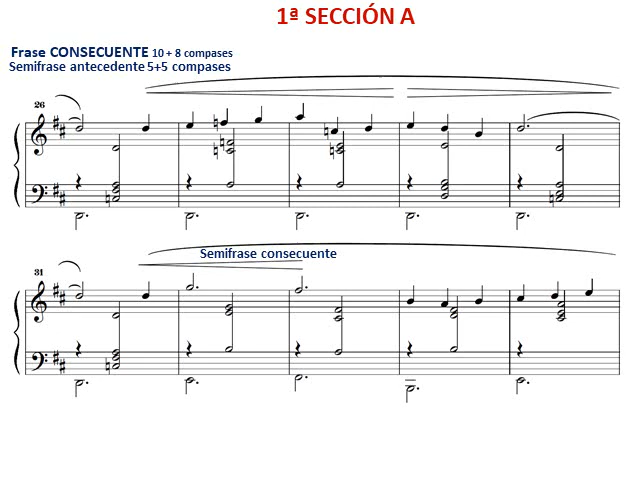 1ª SECCIÓN A
Frase CONSECUENTE 10 + 8 compases
Semifrase antecedente 5+5 compases
26
Semifrase consecuente
31